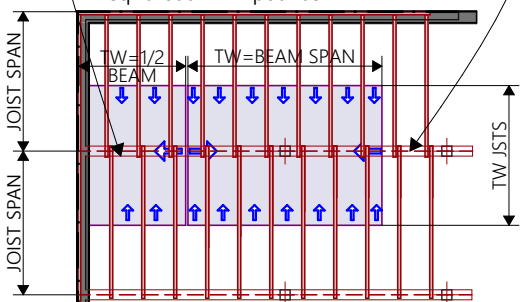 TW=1/2
BEAM
TW=BEAM SPAN
JOIST SPAN
JOIST SPAN
TW JSTS